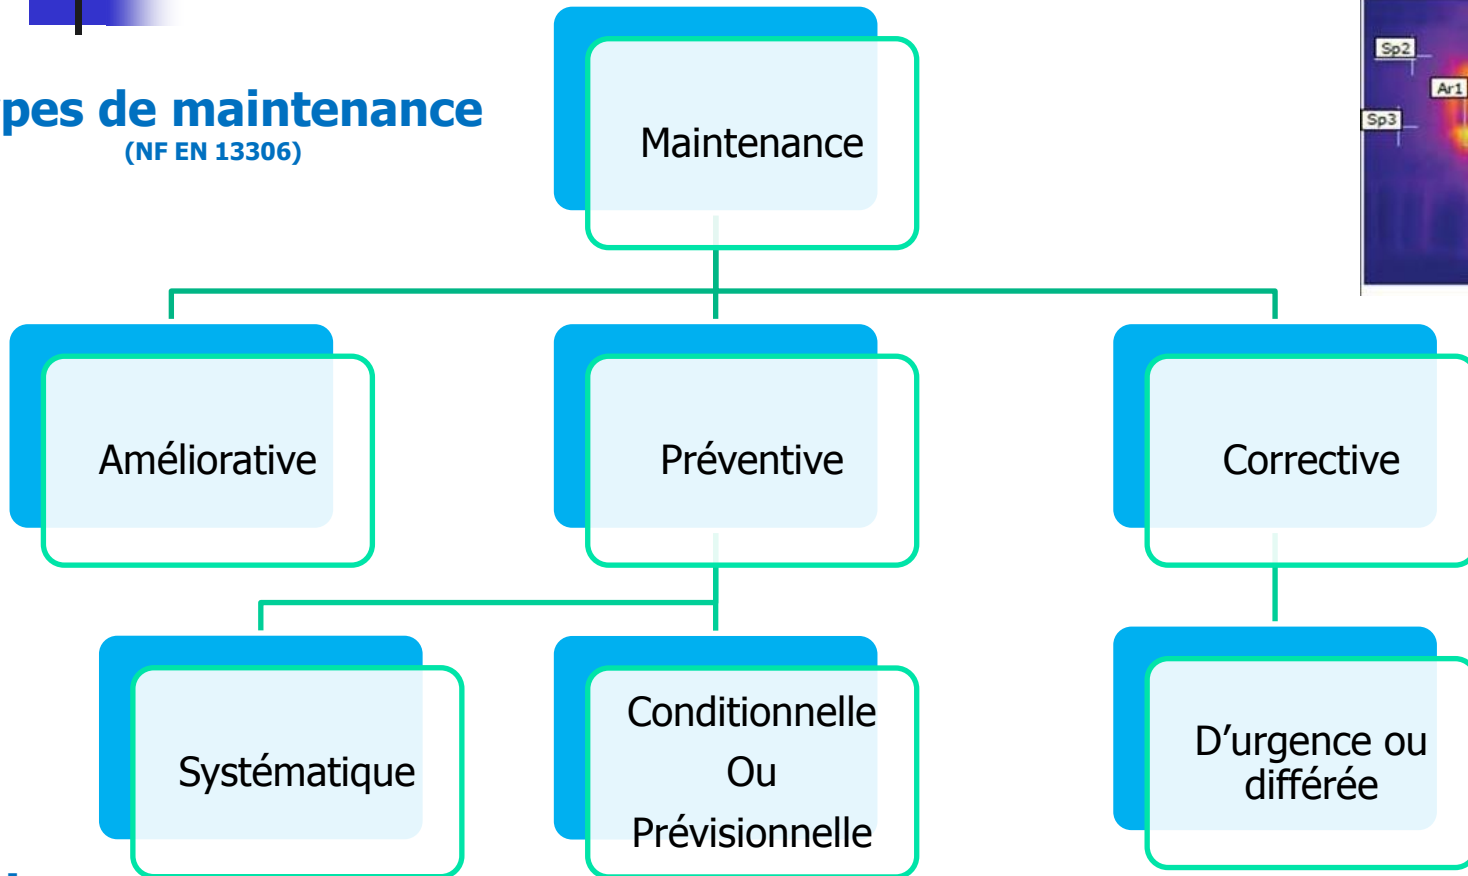 pes de maintenance
(NF EN 13306)
Maintenance
Sp2
Ar1
Sp3
Améliorative
Préventive
Corrective
Systématique
Conditionnelle
Ou
Prévisionnelle
D’urgence ou
différée